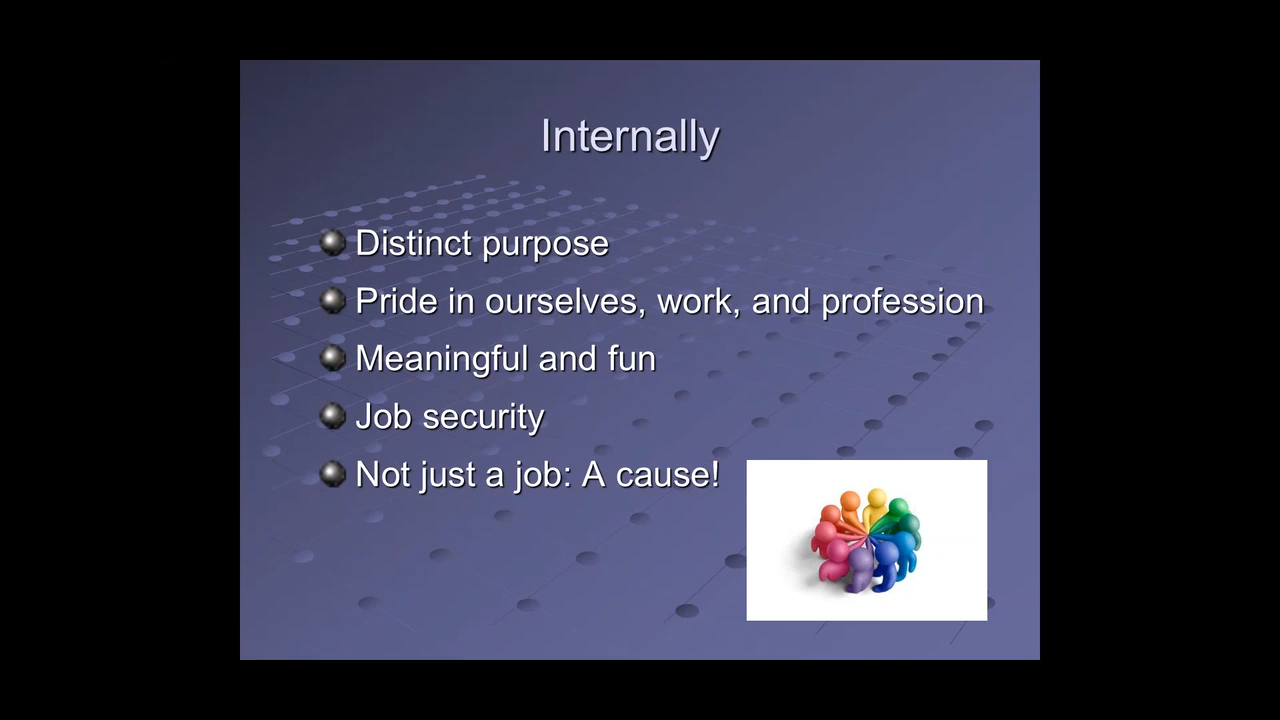 Internally
Distinct purpose
Pride in ourselves, work, and profession
Meaningful and fun
Job security
Not just a job: A cause!